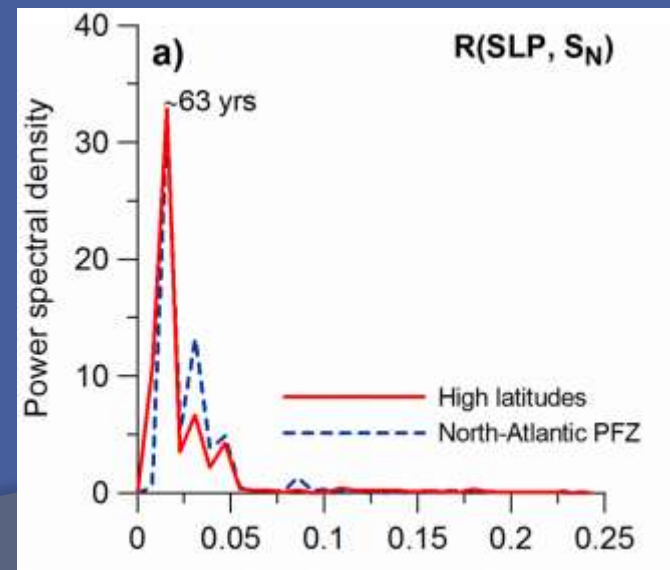 40
a)
R(SLP, S_N)
~63 yrs
30
Power spectral density
20
10
High latitudes
North-Atlantic PFZ
0
0 0.05 0.1 0.15 0.2 0.25